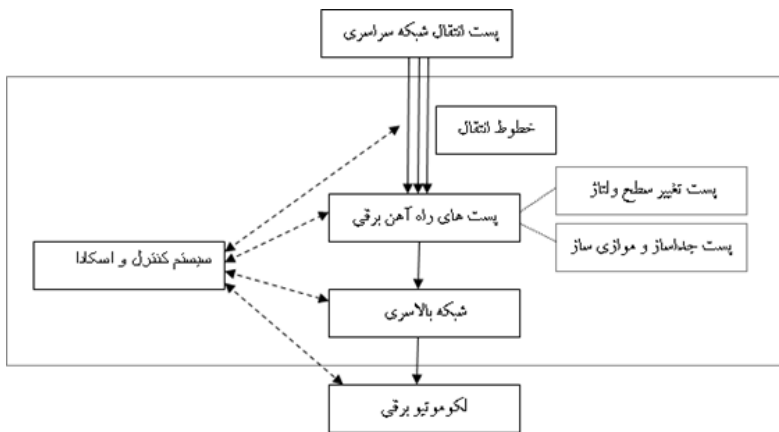 پست انتقال شبکه سراسری
خطوط انتقال
پست تغییر سطح ولتاژ
پست های راه آهن برقی
پست جداساز و موازی ساز
سیستم کنترل و اسکادا
شبکه بالاسری
لکوموتیو برقی